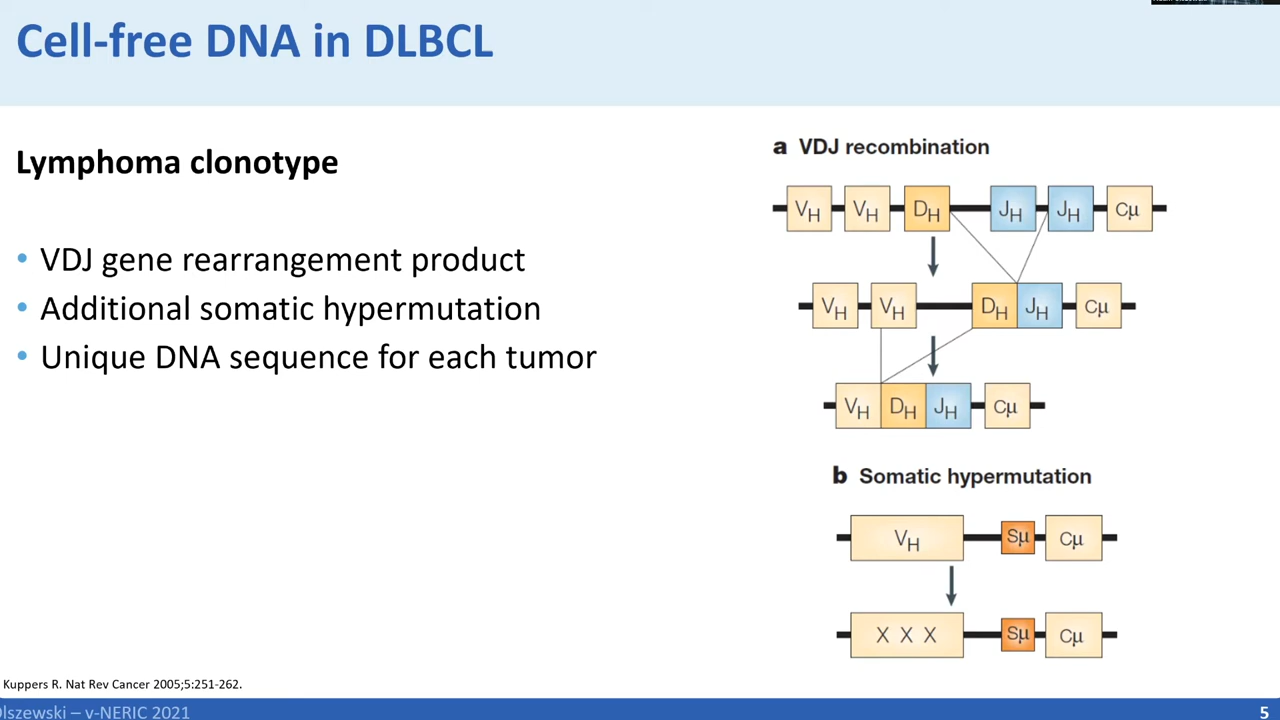 Cell-free DNA in DLBCL
Lymphoma clonotype
• VDJ gene rearrangement product
• Additional somatic hypermutation
• Unique DNA sequence for each tumor
a VDJ recombination
VH VH DH JH JH Cμ
VH VH DH JH Cμ
VH DH JH Cμ
b Somatic hypermutation
VH Sμ Cμ
X X X Sμ Cμ
Kuppers R. Nat Rev Cancer 2005;5:251-262.
Olszewski – v-NERIC 2021
5